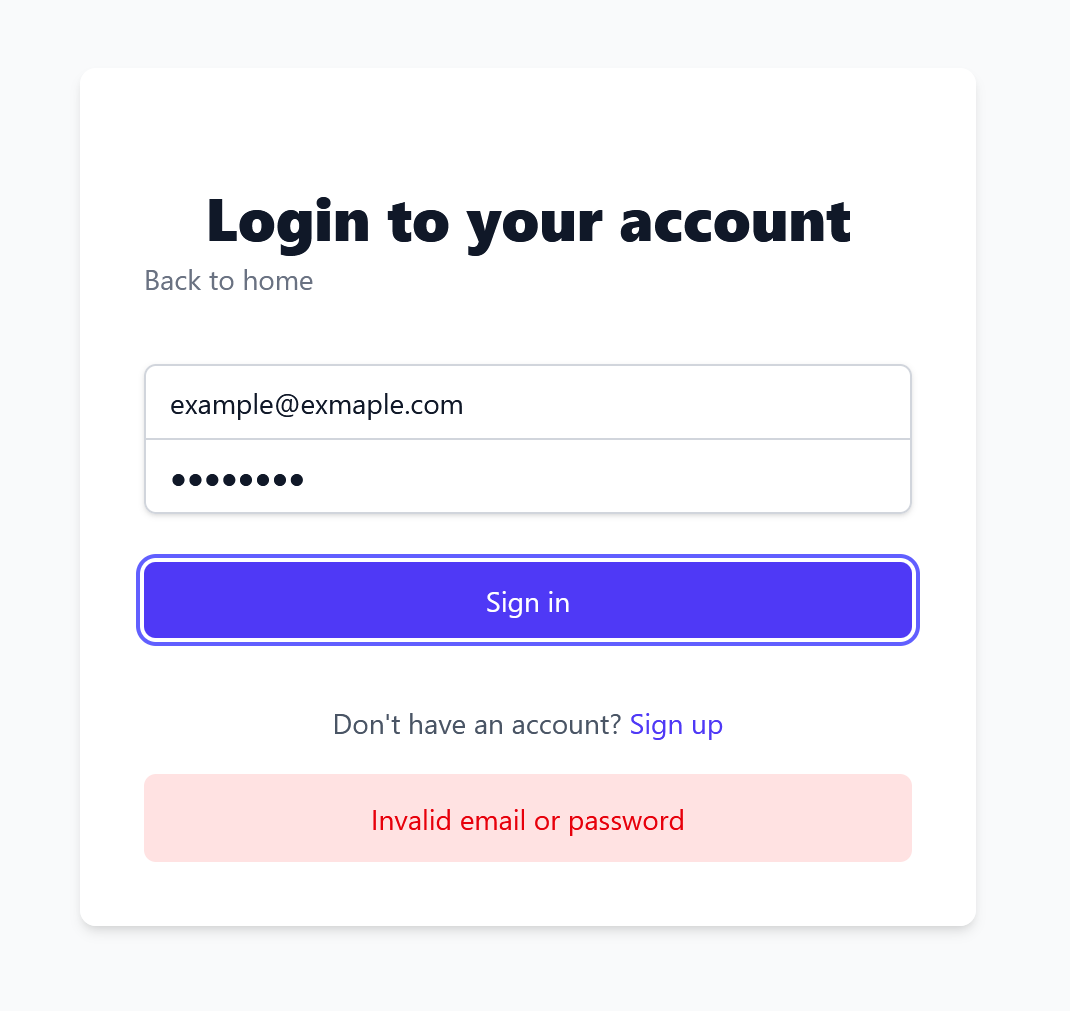 Login to your account
Back to home
example@exmaple.com
••••••••
Sign in
Don't have an account? Sign up
Invalid email or password